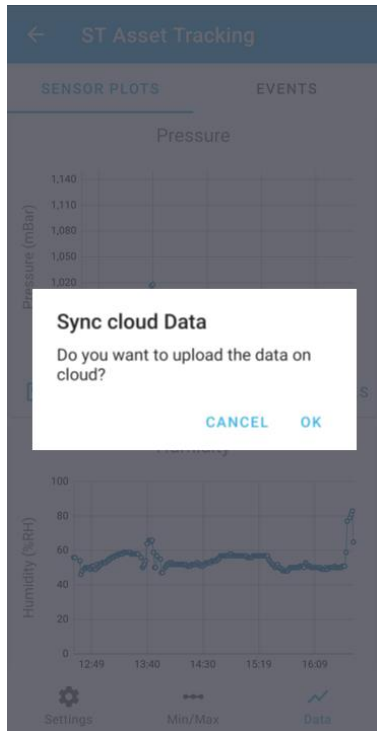 ST Asset Tracking
SENSOR PLOTS
EVENTS
Pressure
1,140
1,110
1,080
1,050
1,020
Pressure (mBar)
Sync cloud Data
Do you want to upload the data on
cloud?
CANCEL
OK
Humidity
100
80
60
40
20
0
Humidity (%RH)
12:49
13:40
14:30
15:19
16:09
Settings
Min/Max
Data